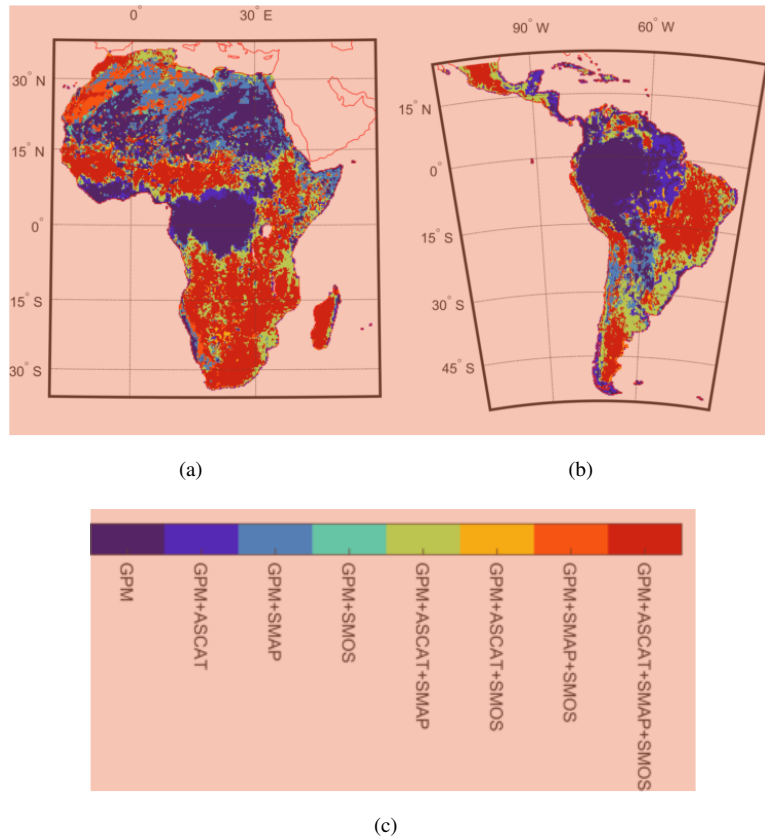 0° 30° E
30° N
15° N
0°
15° S
30° S
(a)
90° W 60° W
15° N
0°
15° S
30° S
45° S
(b)
GPM
GPM+ASCAT
GPM+SMAP
GPM+SMOS
GPM+ASCAT+SMAP
GPM+ASCAT+SMOS
GPM+SMAP+SMOS
GPM+ASCAT+SMAP+SMOS
(c)